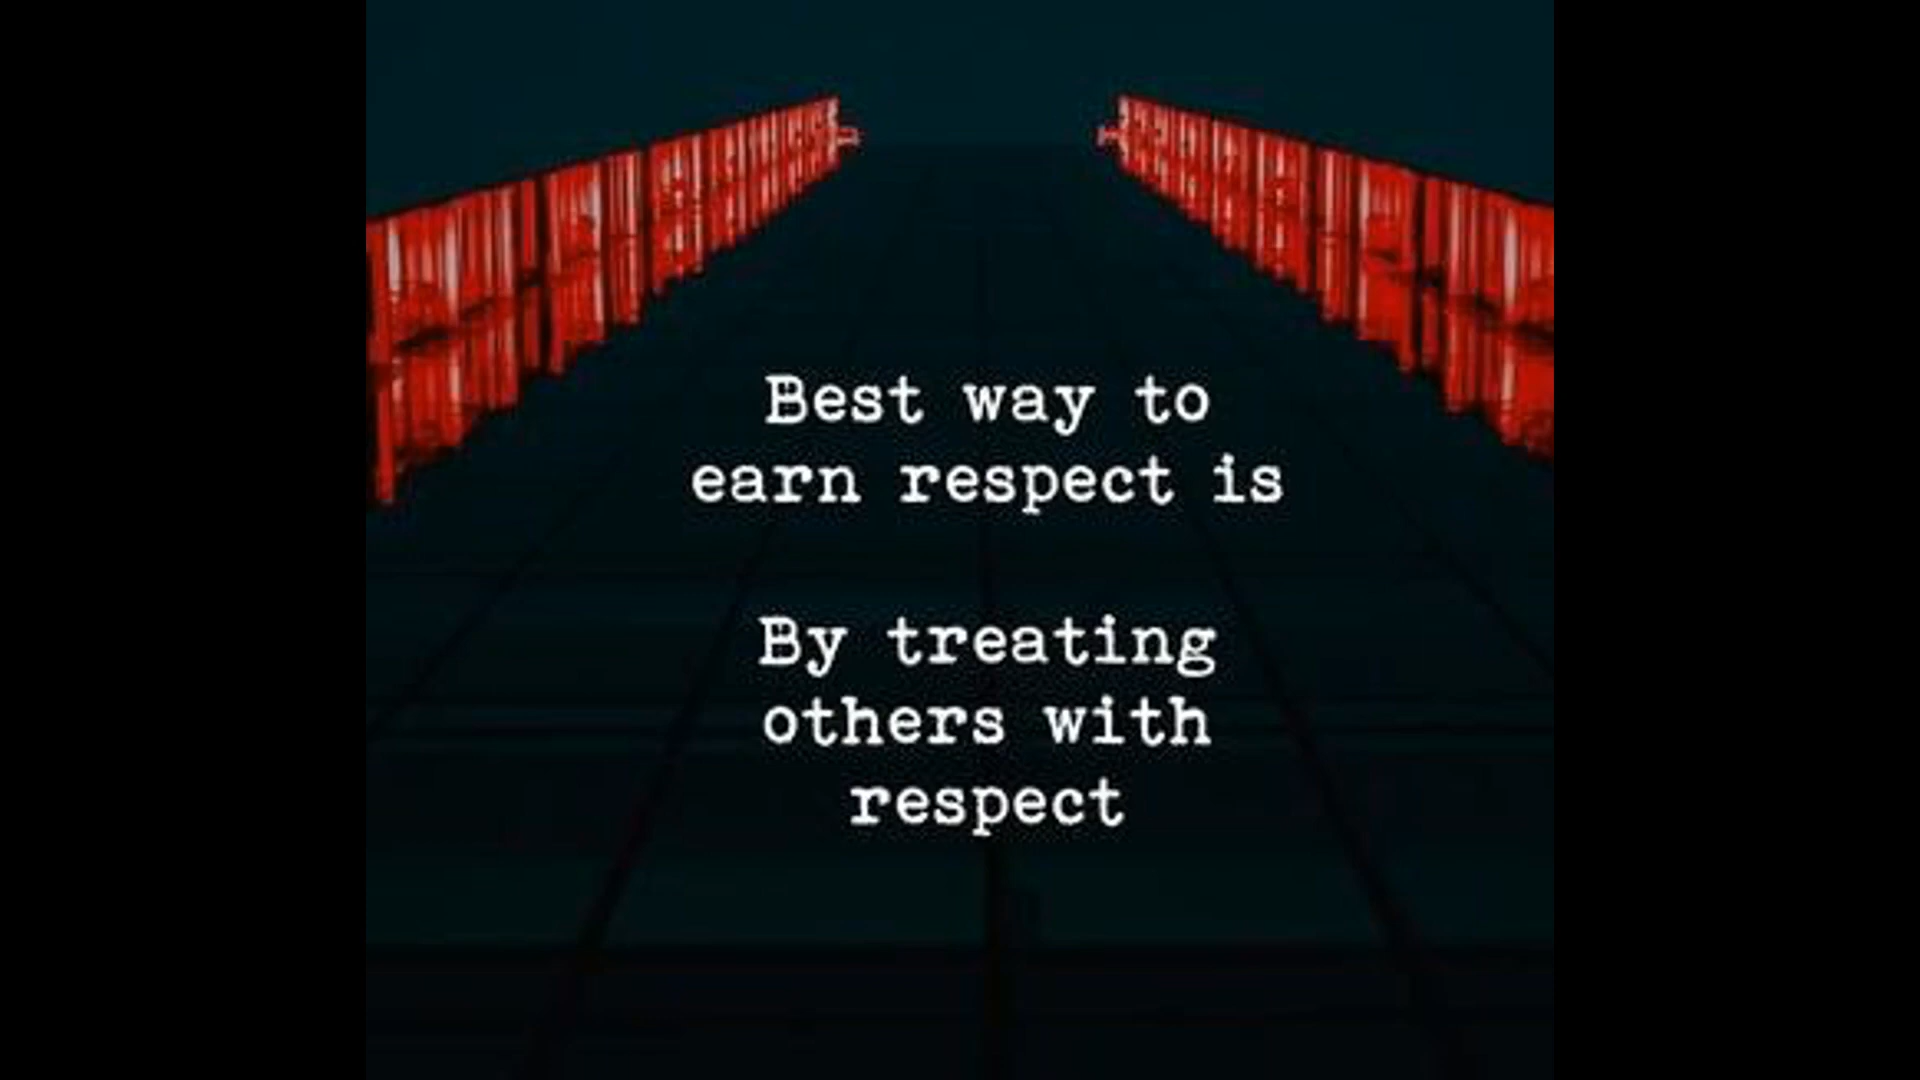 Best way to
earn respect is
By treating
others with
respect